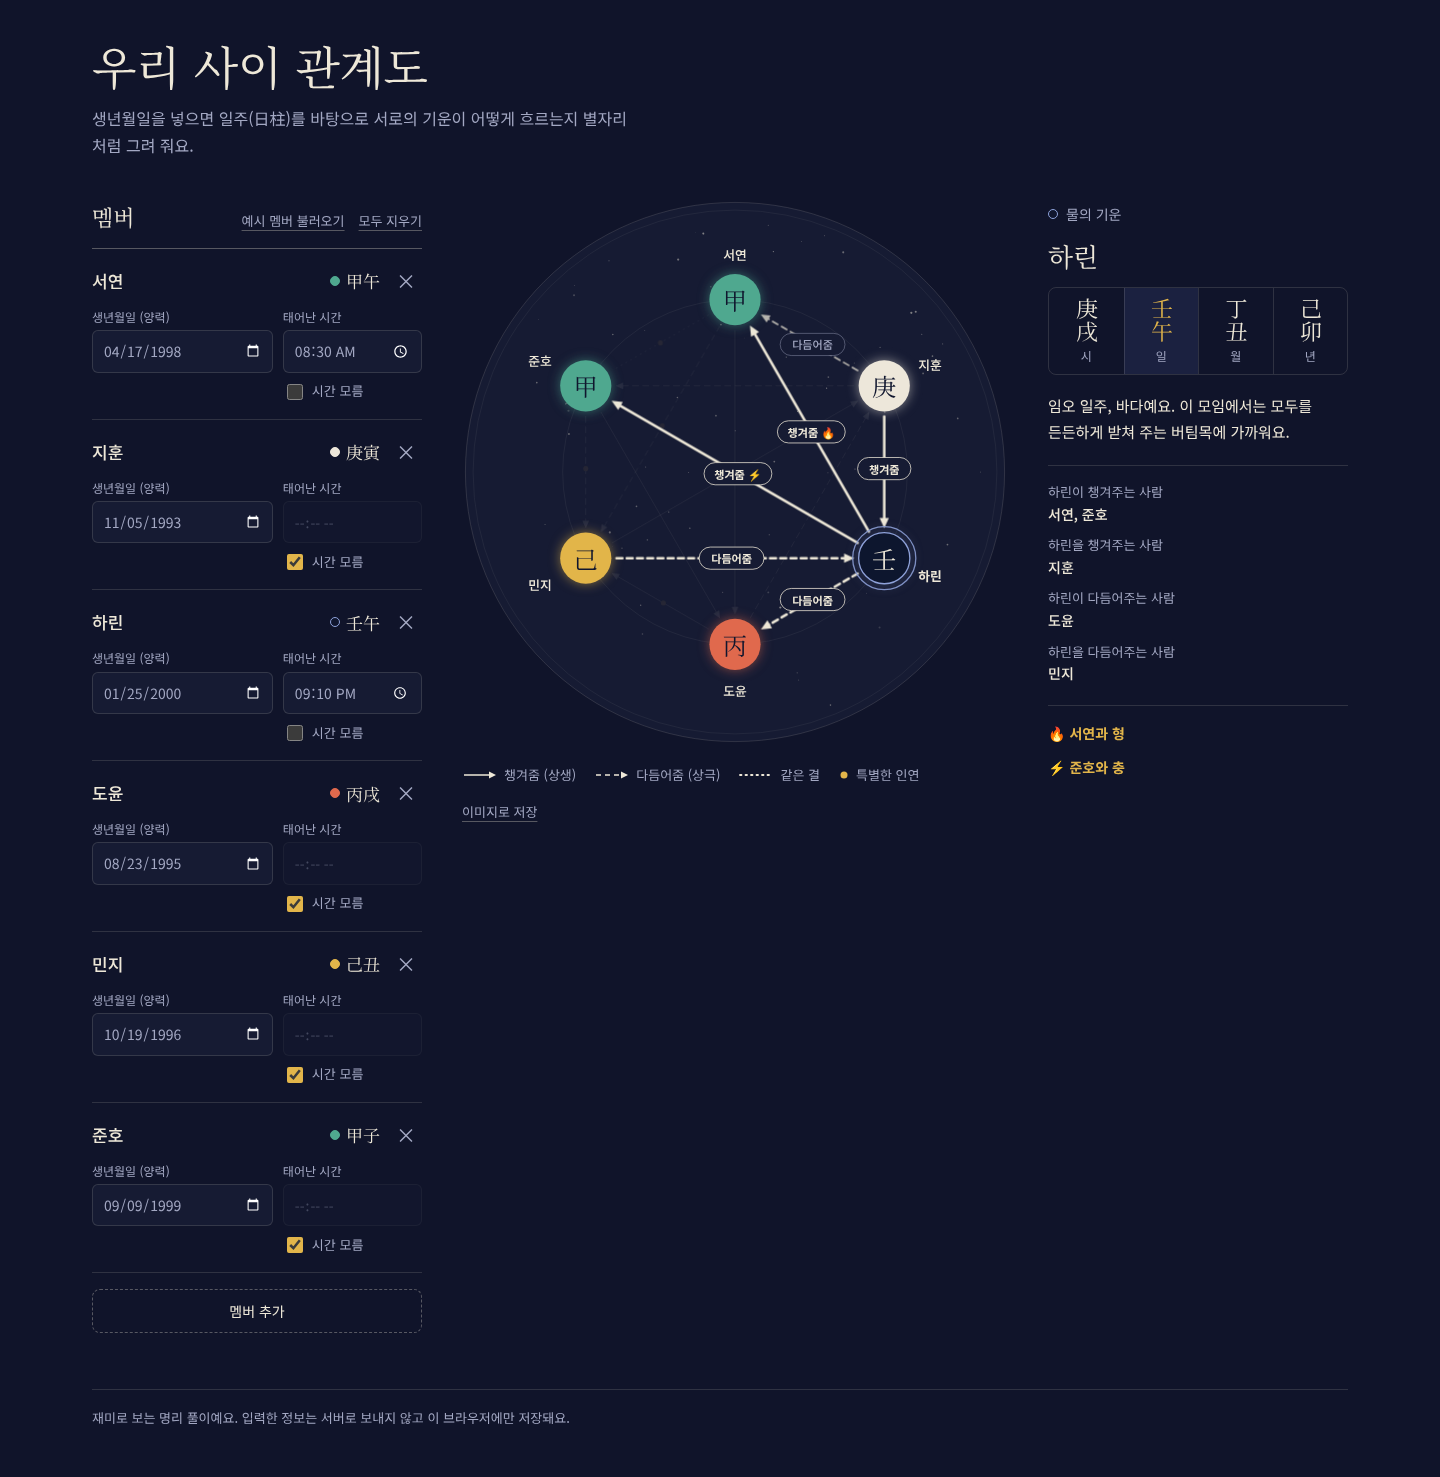 우리 사이 관계도
생년월일을 넣으면 일주(日柱)를 바탕으로 서로의 기운이 어떻게 흐르는지 별자리
처럼 그려 줘요.
멤버
예시 멤버 불러오기
모두 지우기
서연
甲午
생년월일 (양력)
태어난 시간
04/17/1998
08:30 AM
시간 모름
지훈
庚寅
생년월일 (양력)
태어난 시간
11/05/1993
--:-- --
시간 모름
하린
壬午
생년월일 (양력)
태어난 시간
01/25/2000
09:10 PM
시간 모름
도윤
丙戌
생년월일 (양력)
태어난 시간
08/23/1995
--:-- --
시간 모름
민지
己丑
생년월일 (양력)
태어난 시간
10/19/1996
--:-- --
시간 모름
준호
甲子
생년월일 (양력)
태어난 시간
09/09/1999
--:-- --
시간 모름
멤버 추가
서연
甲
다듬어줌
준호
甲
지훈
庚
챙겨줌 🔥
챙겨줌 ⚡
챙겨줌
己
민지
다듬어줌
壬
하린
다듬어줌
丙
도윤
챙겨줌 (상생)
다듬어줌 (상극)
같은 결
특별한 인연
이미지로 저장
물의 기운
하린
庚戌
시
壬午
일
丁丑
월
己卯
년
임오 일주, 바다예요. 이 모임에서는 모두를
든든하게 받쳐 주는 버팀목에 가까워요.
하린이 챙겨주는 사람
서연, 준호
하린을 챙겨주는 사람
지훈
하린이 다듬어주는 사람
도윤
하린을 다듬어주는 사람
민지
🔥 서연과 형
⚡ 준호와 충
재미로 보는 명리 풀이예요. 입력한 정보는 서버로 보내지 않고 이 브라우저에만 저장돼요.